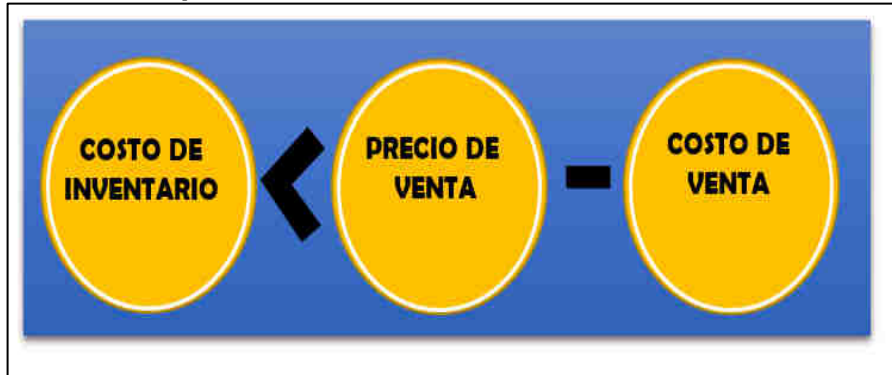 COSTO DE
INVENTARIO
<
PRECIO DE
VENTA
-
COSTO DE
VENTA